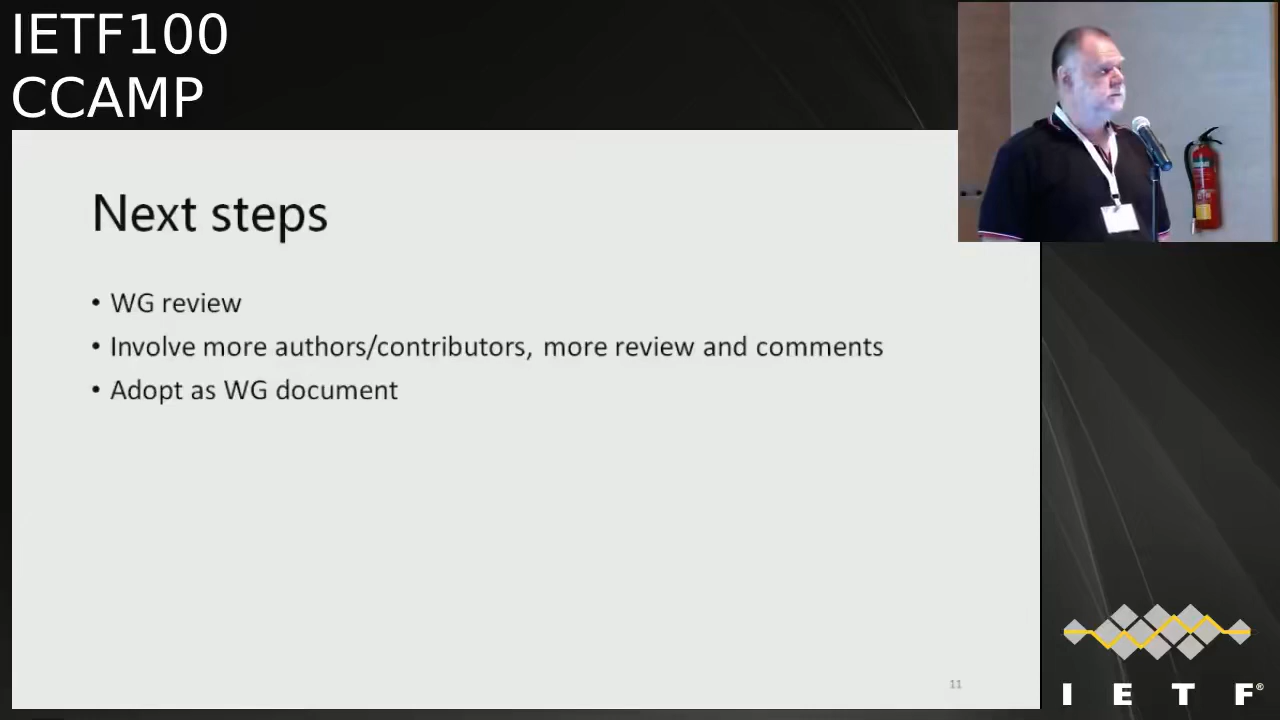 IETF100
CCAMP
Next steps
• WG review
• Involve more authors/contributors, more review and comments
• Adopt as WG document
11
I E T F®